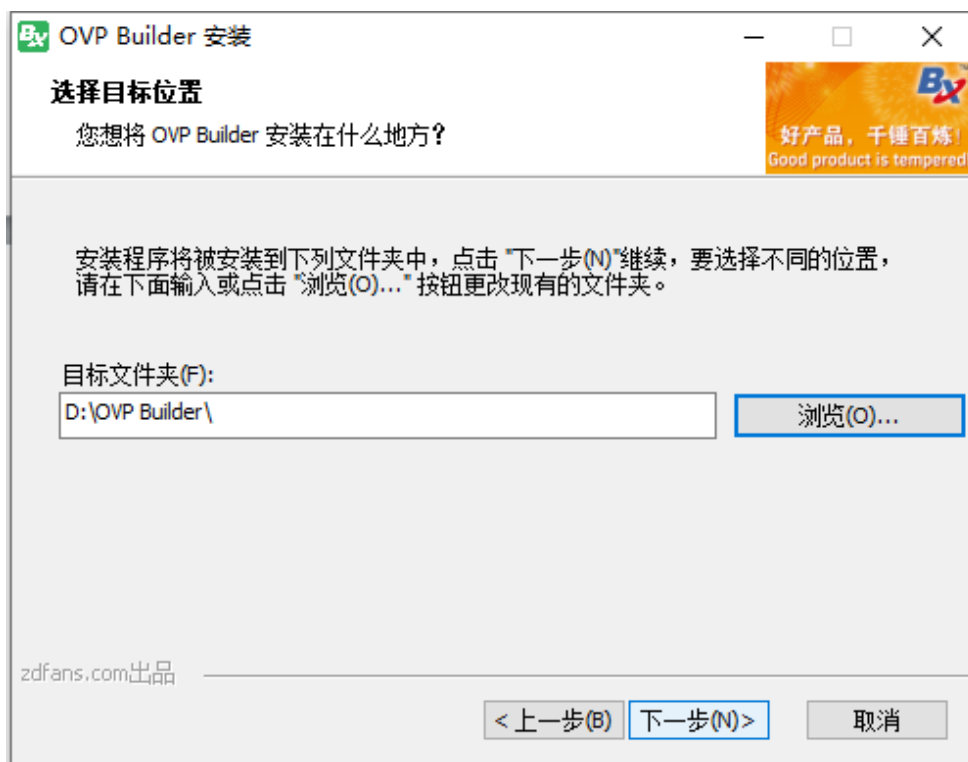 BX OVP Builder 安装
选择目标位置
您想将 OVP Builder 安装在什么地方？
BX
好产品，千锤百炼!
Good product is tempered
安装程序将被安装到下列文件夹中，点击 "下一步(N)"继续，要选择不同的位置，
请在下面输入或点击 "浏览(O)..." 按钮更改现有的文件夹。
目标文件夹(F):
D:\OVP Builder\
浏览(O)...
zdfans.com出品
< 上一步(B) 下一步(N)> 取消